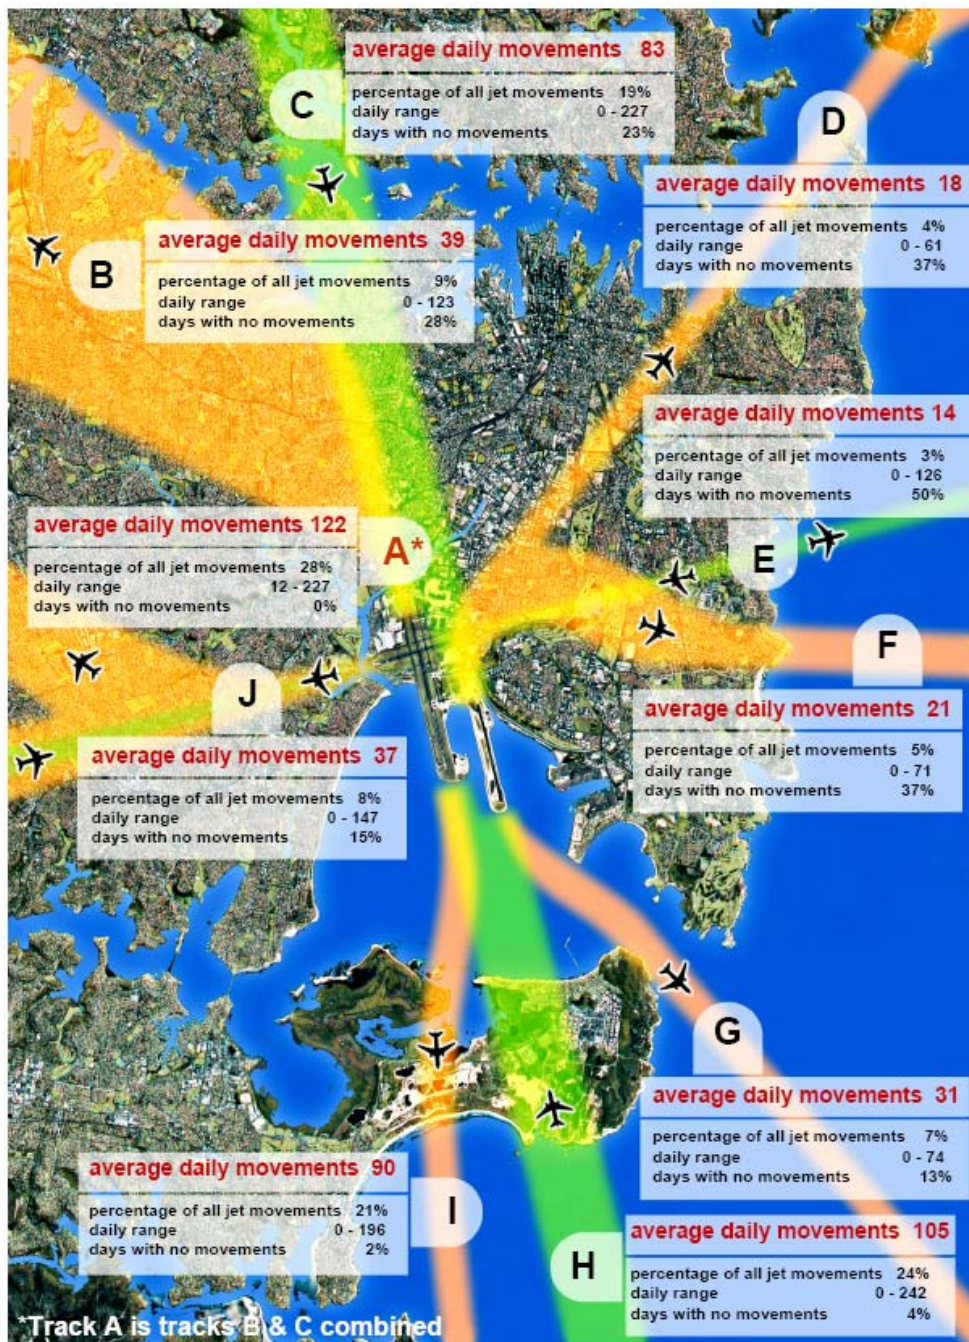 average daily movements 83
percentage of all jet movements 19%
daily range 0 - 227
days with no movements 23%
C
D
average daily movements 18
percentage of all jet movements 4%
daily range 0 - 61
days with no movements 37%
B
average daily movements 39
percentage of all jet movements 9%
daily range 0 - 123
days with no movements 28%
average daily movements 14
percentage of all jet movements 3%
daily range 0 - 126
days with no movements 50%
average daily movements 122
percentage of all jet movements 28%
daily range 12 - 227
days with no movements 0%
A*
E
F
average daily movements 21
percentage of all jet movements 5%
daily range 0 - 71
days with no movements 37%
J
average daily movements 37
percentage of all jet movements 8%
daily range 0 - 147
days with no movements 15%
G
average daily movements 31
percentage of all jet movements 7%
daily range 0 - 74
days with no movements 13%
average daily movements 90
percentage of all jet movements 21%
daily range 0 - 196
days with no movements 2%
I
H
average daily movements 105
percentage of all jet movements 24%
daily range 0 - 242
days with no movements 4%
*Track A is tracks B & C combined